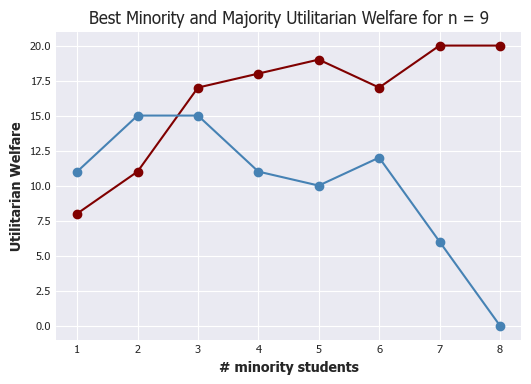 Best Minority and Majority Utilitarian Welfare for n = 9
Utilitarian Welfare
20.0
17.5
15.0
12.5
10.0
7.5
5.0
2.5
0.0
1 2 3 4 5 6 7 8
# minority students